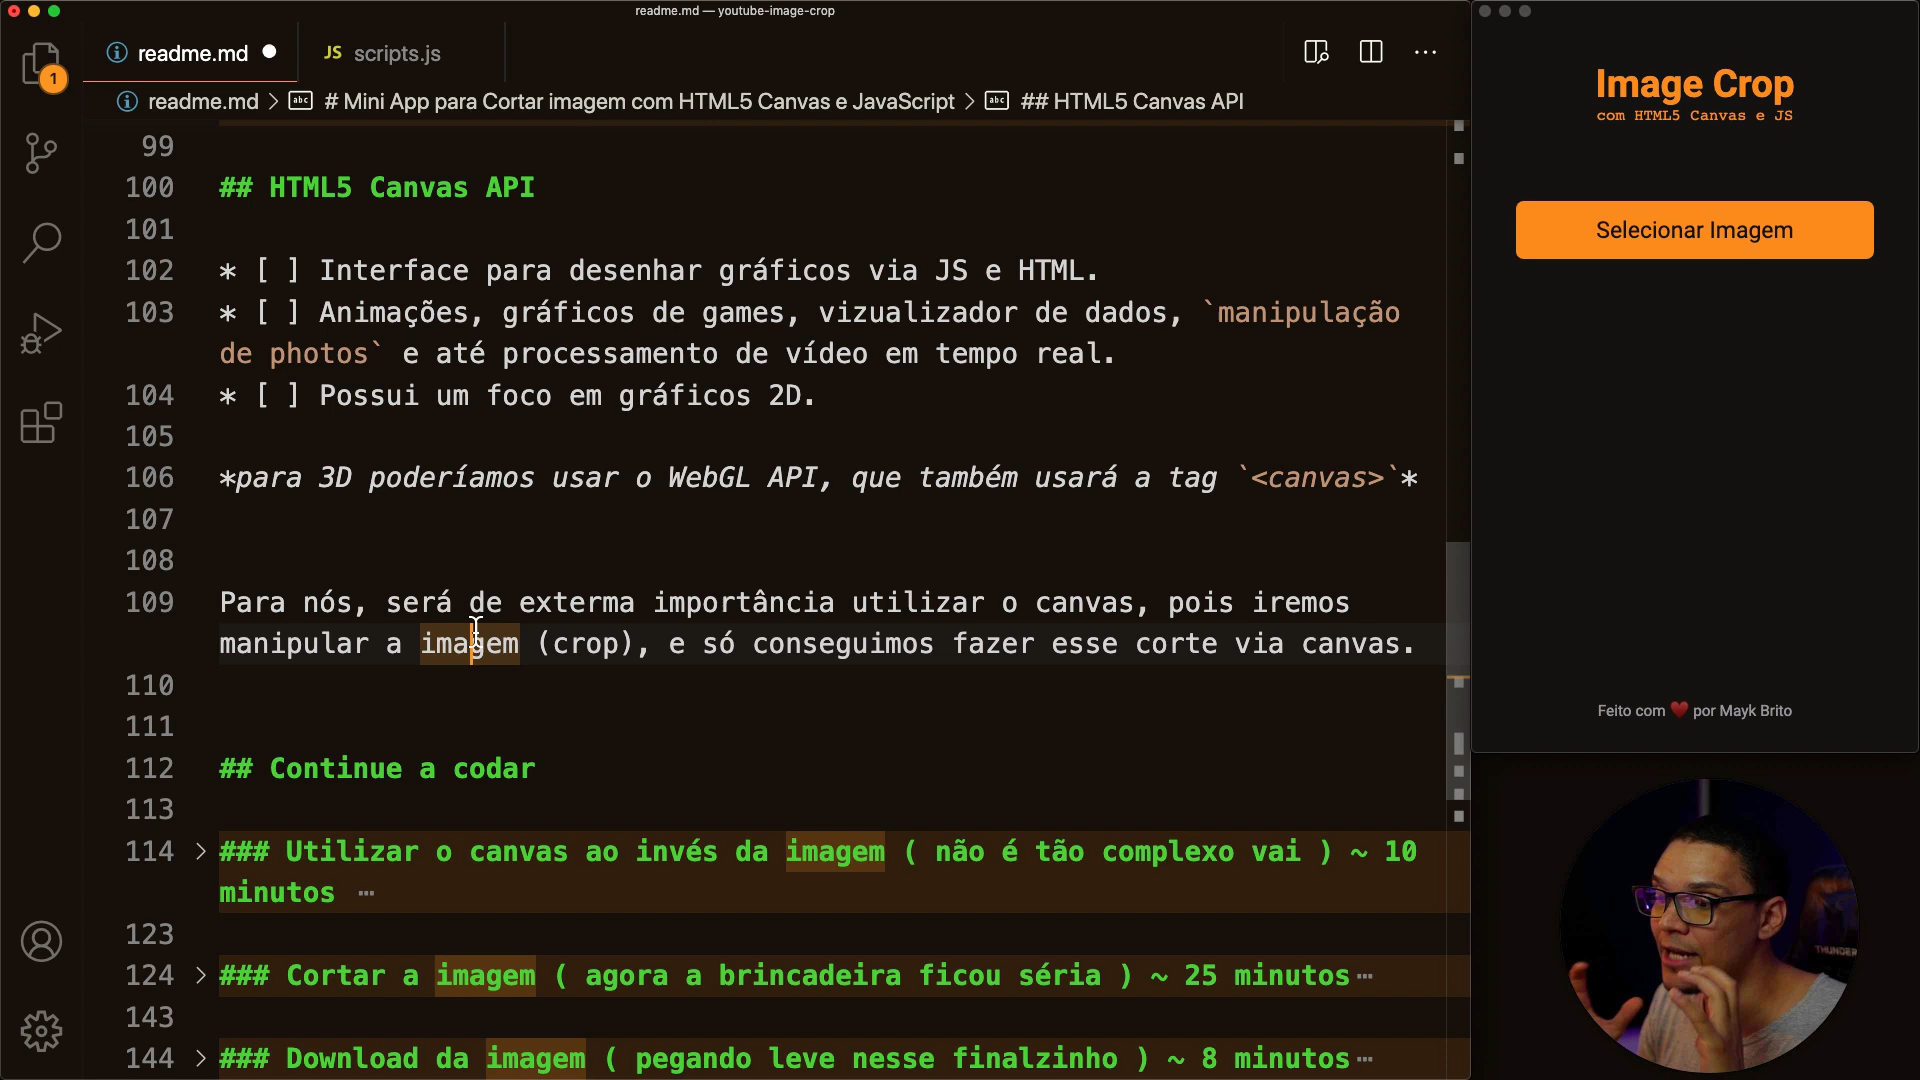 readme.md — youtube-image-crop
readme.md
JS scripts.js
1
readme.md > # Mini App para Cortar imagem com HTML5 Canvas e JavaScript > ## HTML5 Canvas API
99
100 ## HTML5 Canvas API
101
102 * [ ] Interface para desenhar gráficos via JS e HTML.
103 * [ ] Animações, gráficos de games, vizualizador de dados, `manipulação
de photos` e até processamento de vídeo em tempo real.
104 * [ ] Possui um foco em gráficos 2D.
105
106 *para 3D poderíamos usar o WebGL API, que também usará a tag `<canvas>`*
107
108
109 Para nós, será de exterma importância utilizar o canvas, pois iremos
manipular a imagem (crop), e só conseguimos fazer esse corte via canvas.
110
111
112 ## Continue a codar
113
114 > ### Utilizar o canvas ao invés da imagem ( não é tão complexo vai ) ~ 10
minutos ⋯
123
124 > ### Cortar a imagem ( agora a brincadeira ficou séria ) ~ 25 minutos⋯
143
144 > ### Download da imagem ( pegando leve nesse finalzinho ) ~ 8 minutos⋯
Image Crop
com HTML5 Canvas e JS
Selecionar Imagem
Feito com ❤️ por Mayk Brito
THUNDER